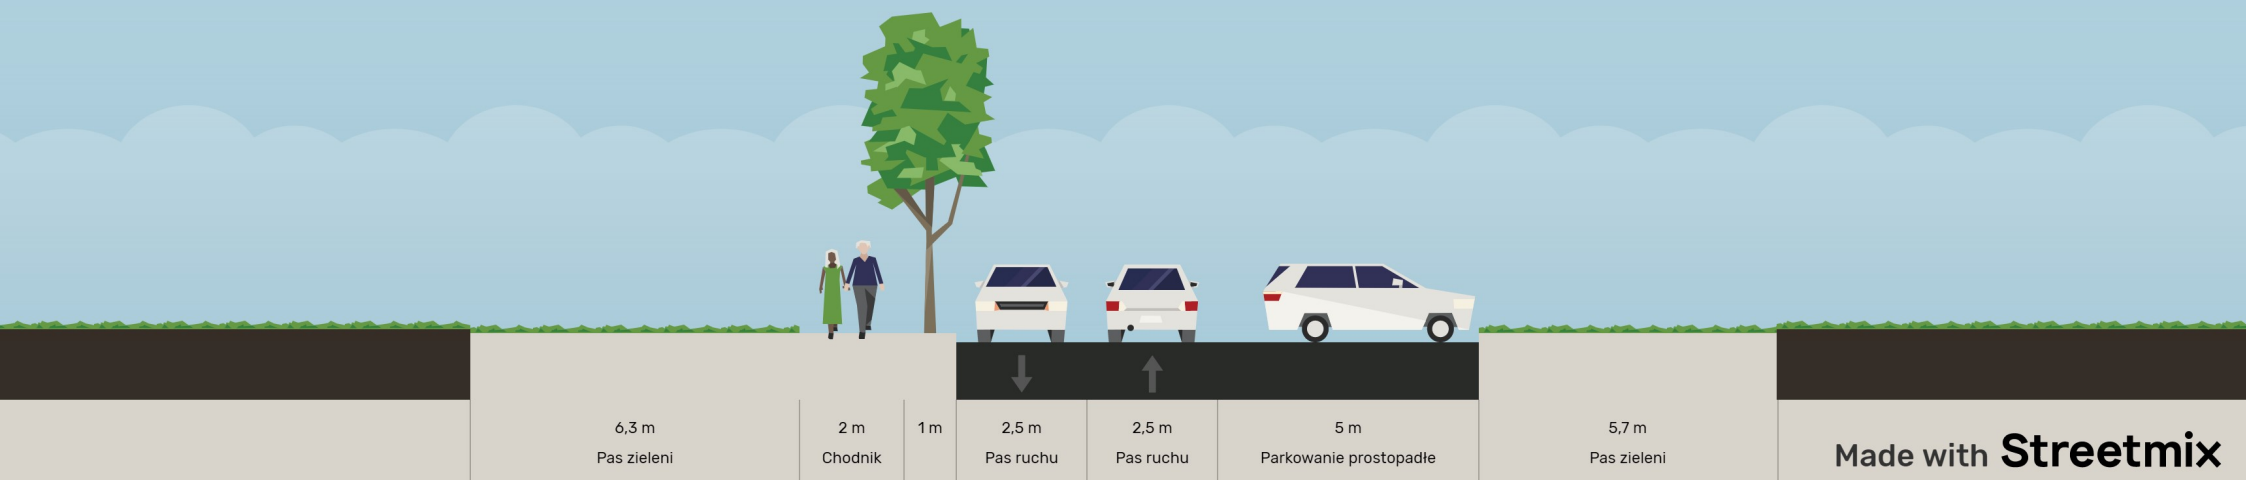 6,3 m
Pas zieleni
2 m
Chodnik
1 m
2,5 m
Pas ruchu
2,5 m
Pas ruchu
5 m
Parkowanie prostopadłe
5,7 m
Pas zieleni
Made with Streetmix